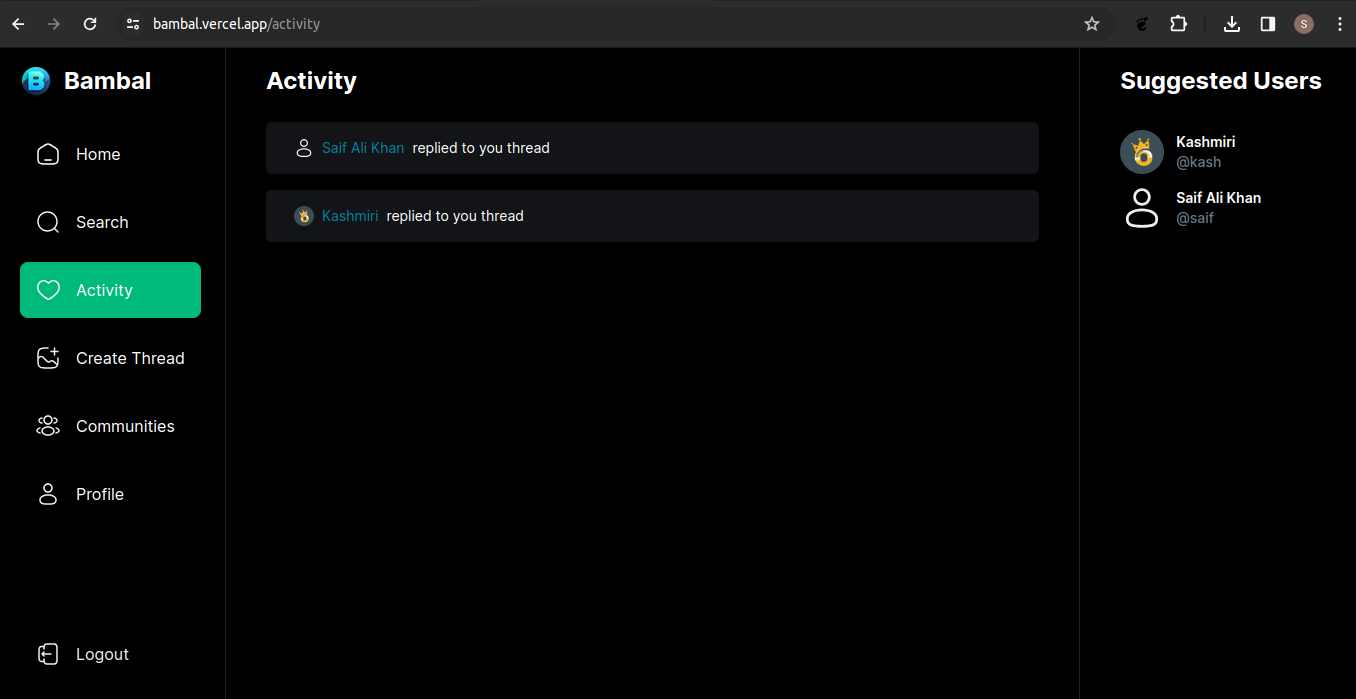 bambal.vercel.app/activity
S
B
Bambal
Home
Search
Activity
Create Thread
Communities
Profile
Logout
Activity
Saif Ali Khan replied to you thread
Kashmiri replied to you thread
Suggested Users
Kashmiri
@kash
Saif Ali Khan
@saif